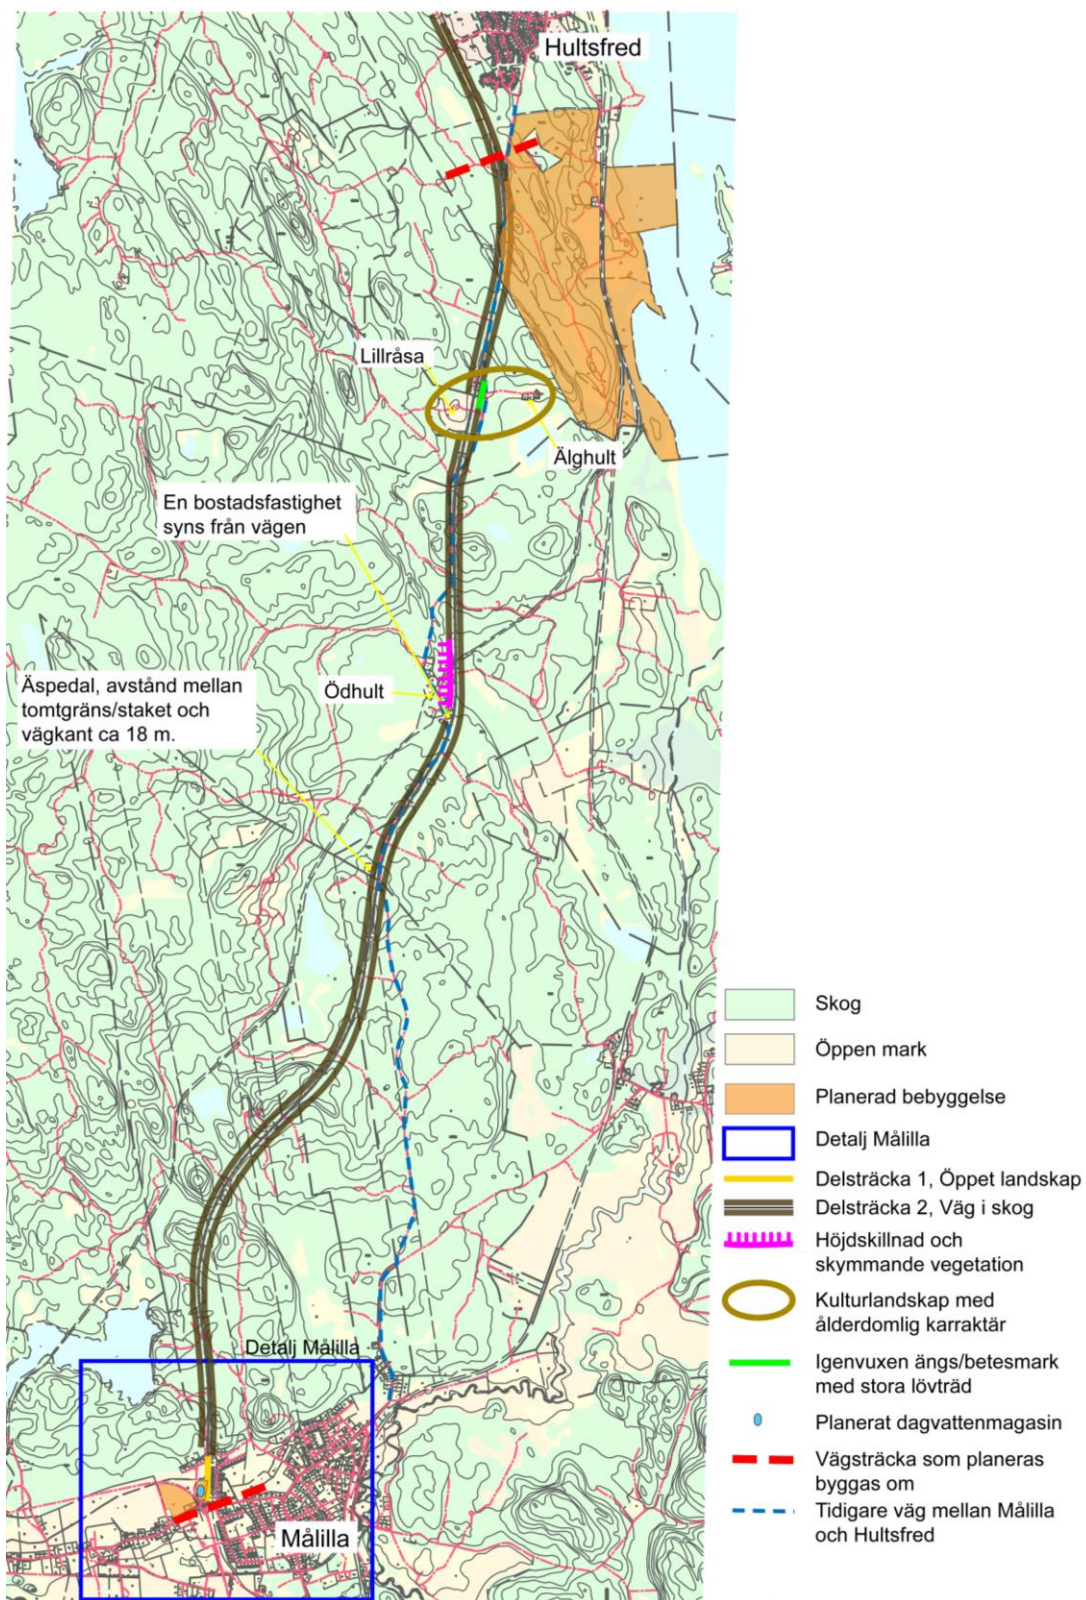 Hultsfred
Lillråsa
Älghult
En bostadsfastighet
syns från vägen
Ödhult
Äspedal, avstånd mellan
tomtgräns/staket och
vägkant ca 18 m.
Detalj Målilla
Målilla
Skog
Öppen mark
Planerad bebyggelse
Detalj Målilla
Delsträcka 1, Öppet landskap
Delsträcka 2, Väg i skog
Höjdskillnad och
skymmande vegetation
Kulturlandskap med
ålderdomlig karraktär
Igenvuxen ängs/betesmark
med stora lövträd
Planerat dagvattenmagasin
Vägsträcka som planeras
byggas om
Tidigare väg mellan Målilla
och Hultsfred